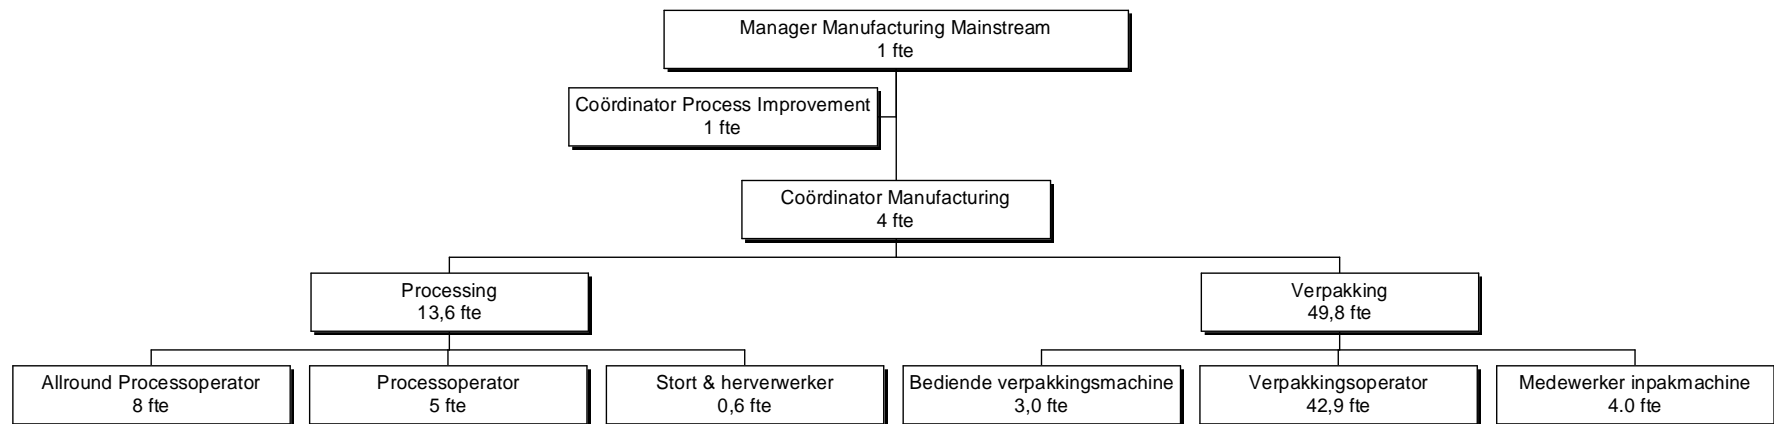 Manager Manufacturing Mainstream
1 fte
Coördinator Process Improvement
1 fte
Coördinator Manufacturing
4 fte
Processing
13,6 fte
Verpakking
49,8 fte
Allround Processoperator
8 fte
Processoperator
5 fte
Stort & herverwerker
0,6 fte
Bediende verpakkingsmachine
3,0 fte
Verpakkingsoperator
42,9 fte
Medewerker inpakmachine
4.0 fte